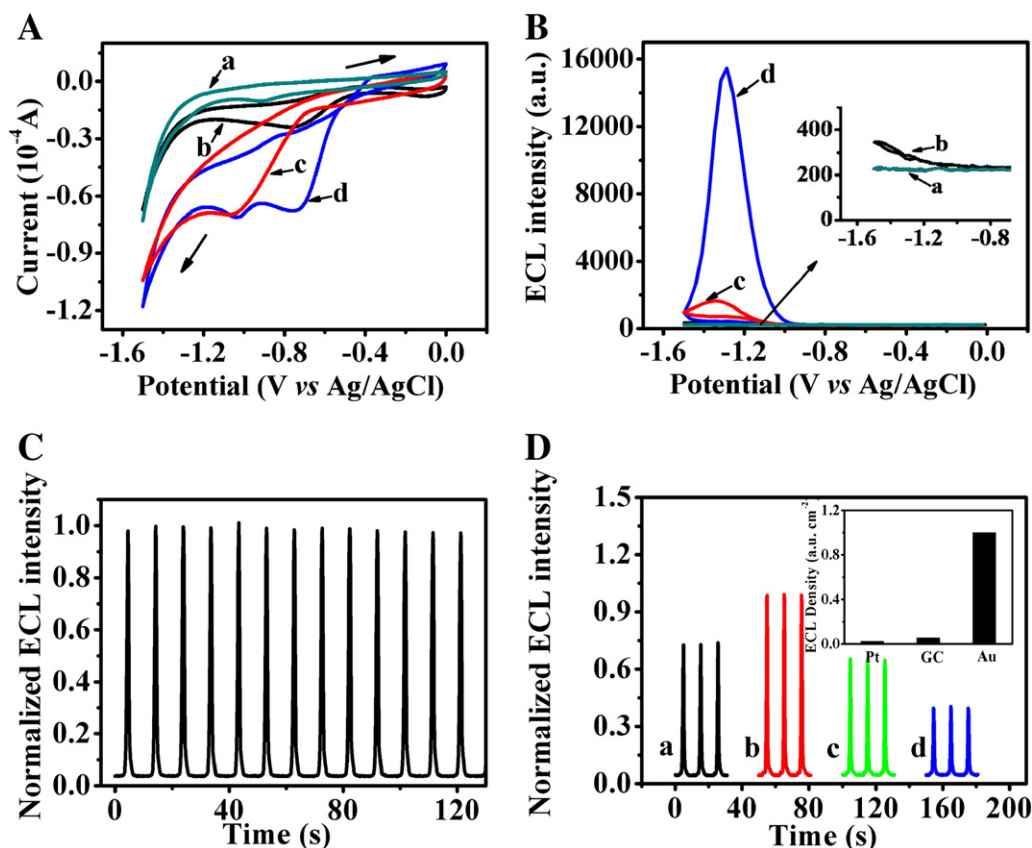 A
0.0
-0.3
-0.6
-0.9
-1.2
Current (10⁻⁴ A)
a
b
c
d
-1.6
-1.2
-0.8
-0.4
0.0
Potential (V vs Ag/AgCl)
B
16000
12000
8000
4000
0
ECL intensity (a.u.)
d
c
400
200
0
b
a
-1.6
-1.2
-0.8
-1.6
-1.2
-0.8
-0.4
0.0
Potential (V vs Ag/AgCl)
C
1.0
0.8
0.6
0.4
0.2
0.0
Normalized ECL intensity
0
40
80
120
Time (s)
D
1.5
1.2
0.9
0.6
0.3
0.0
Normalized ECL intensity
a
b
c
d
1.2
0.8
0.4
0.0
ECL Density (a.u. cm⁻²
Pt
GC
Au
0
40
80
120
160
200
Time (s)